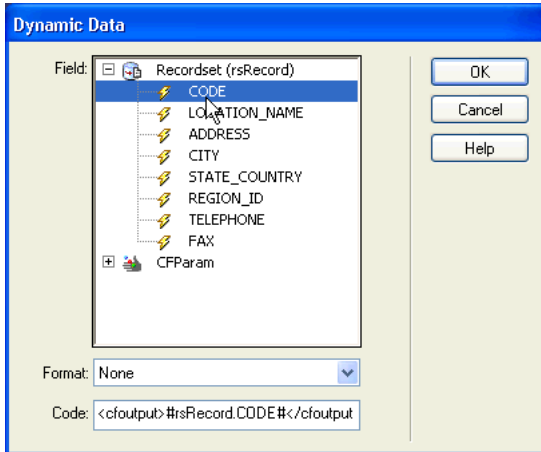 Dynamic Data
Field: Recordset (rsRecord)
CODE
LOCATION_NAME
ADDRESS
CITY
STATE_COUNTRY
REGION_ID
TELEPHONE
FAX
CFParam
OK
Cancel
Help
Format: None
Code: <cfoutput>#rsRecord.CODE#</cfoutput